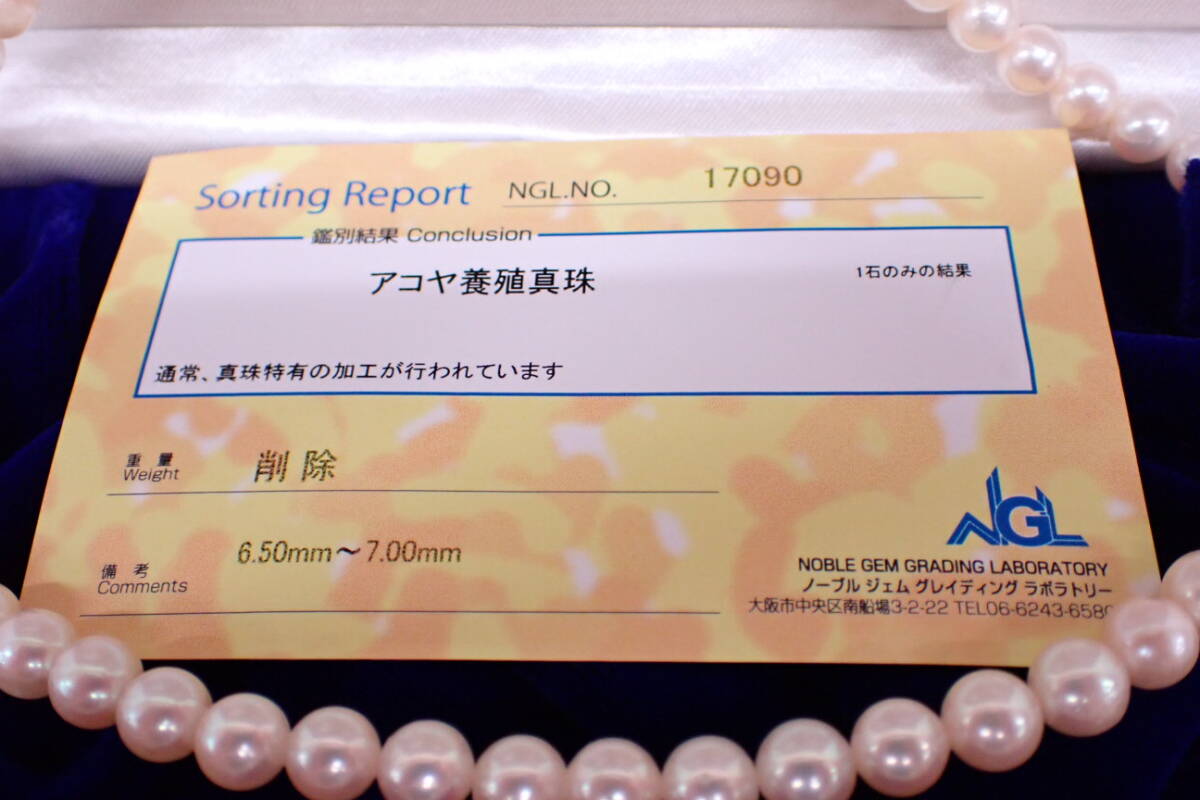 Sorting Report NGL.NO. 17090
鑑別結果 Conclusion
アコヤ養殖真珠 1石のみの結果
通常、真珠特有の加工が行われています
重量 削除
Weight
6.50mm～7.00mm
備考
Comments
NGL
NOBLE GEM GRADING LABORATORY
ノーブル ジェム グレイディング ラボラトリー
大阪市中央区南船場3-2-22 TEL06-6243-658